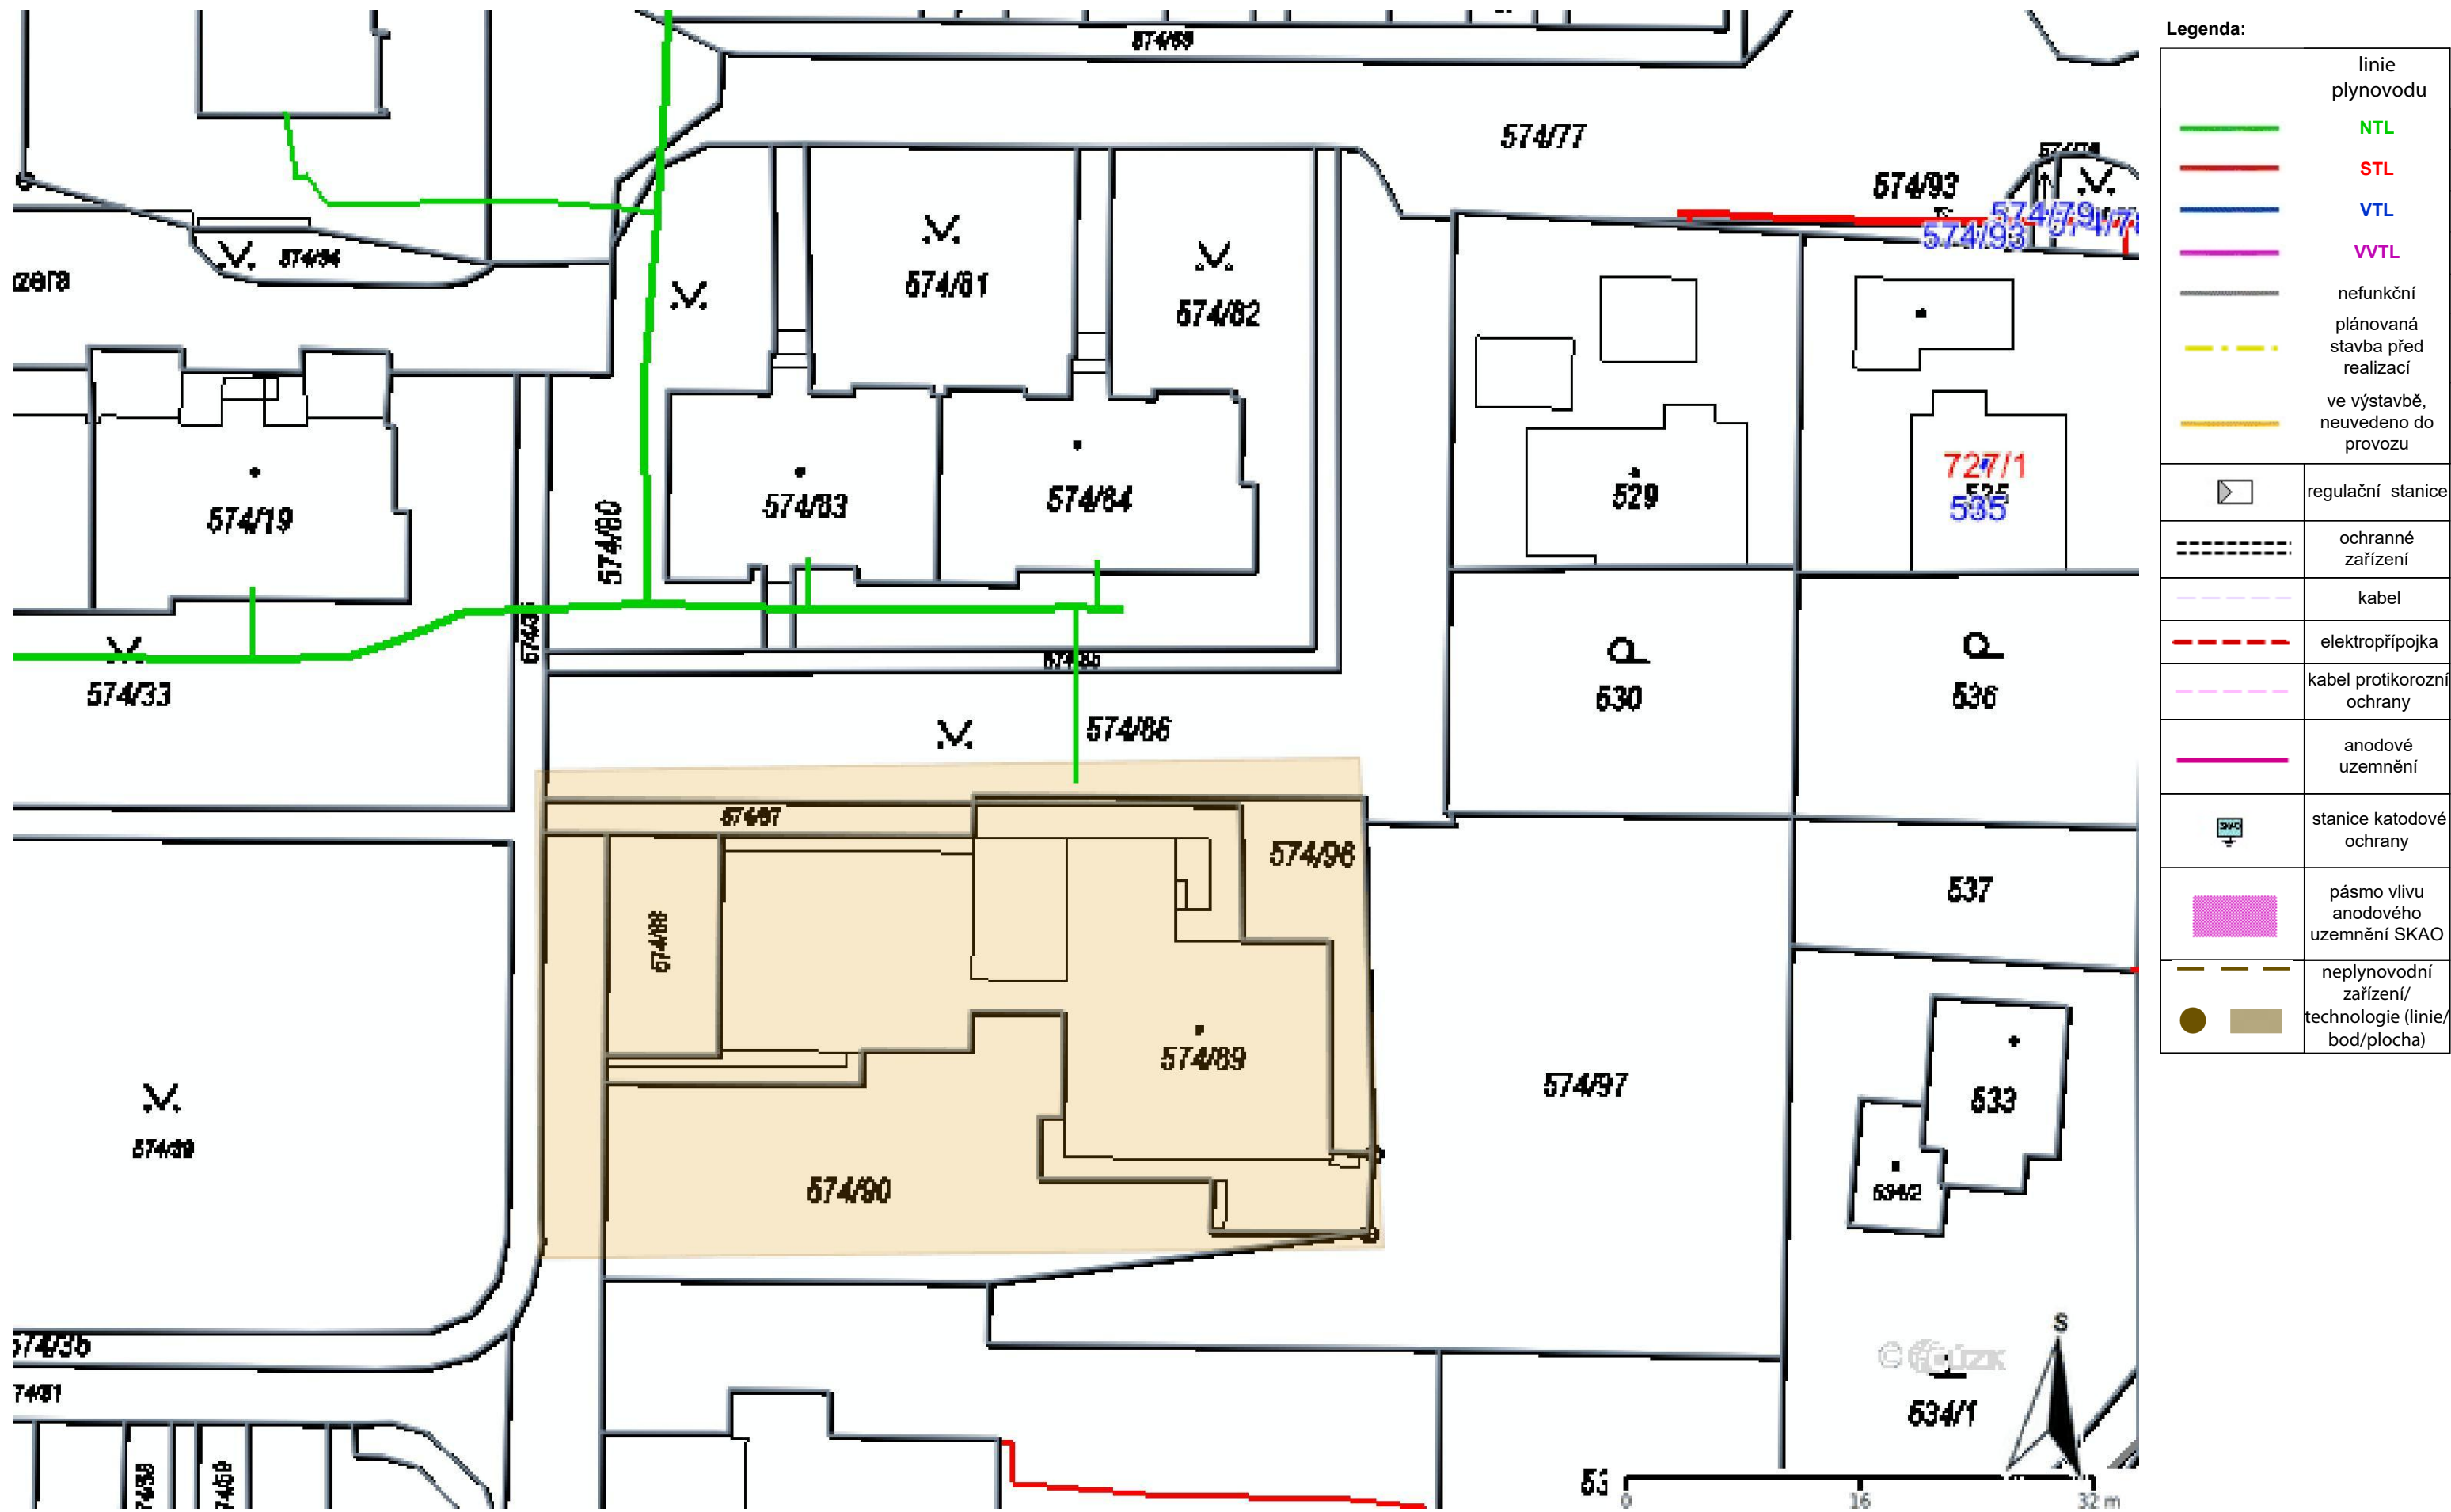 574/77
574/93
574/79
574/93
574/81
574/82
574/84
574/19
574/80
574/83
574/84
529
727/1
535
574/33
574/85
574/86
530
536
574/87
574/96
574/88
537
574/89
574/97
533
574/39
574/90
534/2
574/36
534/1
S
53
0
16
32 m
Legenda:
linie
plynovodu
NTL
STL
VTL
VVTL
nefunkční
plánovaná
stavba před
realizací
ve výstavbě,
neuvedeno do
provozu
regulační stanice
ochranné
zařízení
kabel
elektropřípojka
kabel protikorozní
ochrany
anodové
uzemnění
stanice katodové
ochrany
pásmo vlivu
anodového
uzemnění SKAO
neplynovodní
zařízení/
technologie (linie/
bod/plocha)